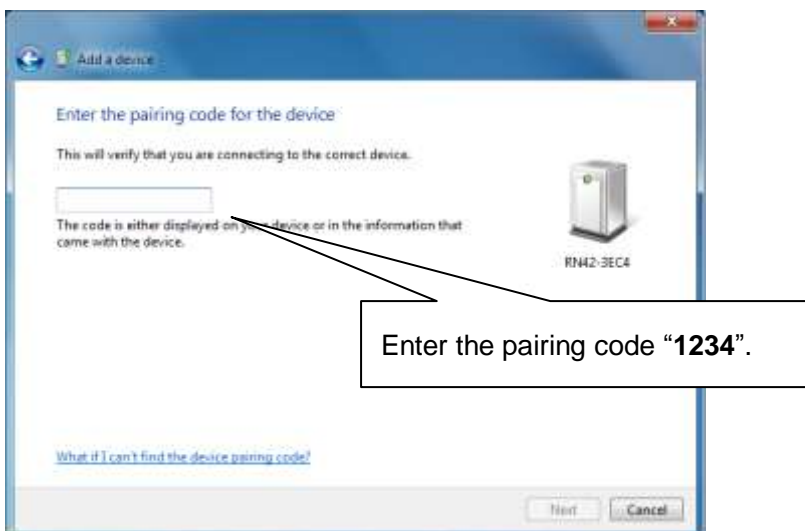 Add a device
Enter the pairing code for the device
This will verify that you are connecting to the correct device.
The code is either displayed on your device or in the information that
came with the device.
RN42-3EC4
Enter the pairing code “1234”.
What if I can't find the device pairing code?
Next
Cancel